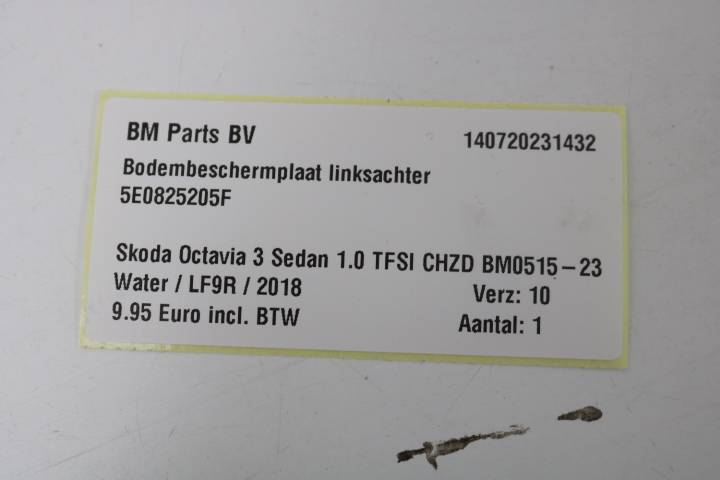 BM Parts BV 140720231432
Bodembeschermplaat linksachter
5E0825205F
Skoda Octavia 3 Sedan 1.0 TFSI CHZD BM0515-23
Water / LF9R / 2018 Verz: 10
9.95 Euro incl. BTW Aantal: 1